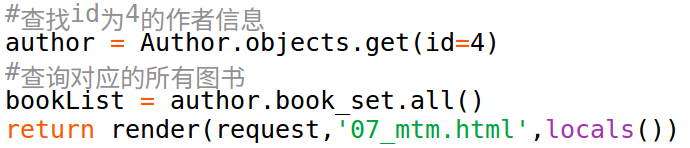 #查找id为4的作者信息
author = Author.objects.get(id=4)
#查询对应的所有图书
bookList = author.book_set.all()
return render(request,'07_mtm.html',locals())